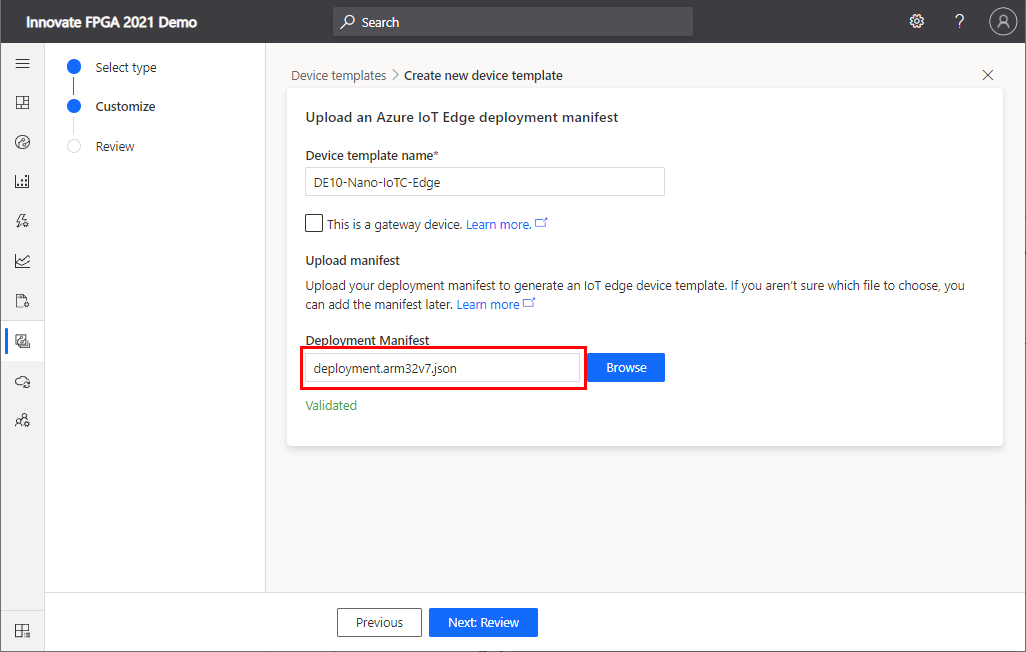 Innovate FPGA 2021 Demo
Search
?
Select type
Customize
Review
Device templates > Create new device template
Upload an Azure IoT Edge deployment manifest
Device template name*
DE10-Nano-IoTC-Edge
This is a gateway device. Learn more.
Upload manifest
Upload your deployment manifest to generate an IoT edge device template. If you aren't sure which file to choose, you
can add the manifest later. Learn more
Deployment Manifest
deployment.arm32v7.json
Browse
Validated
Previous
Next: Review